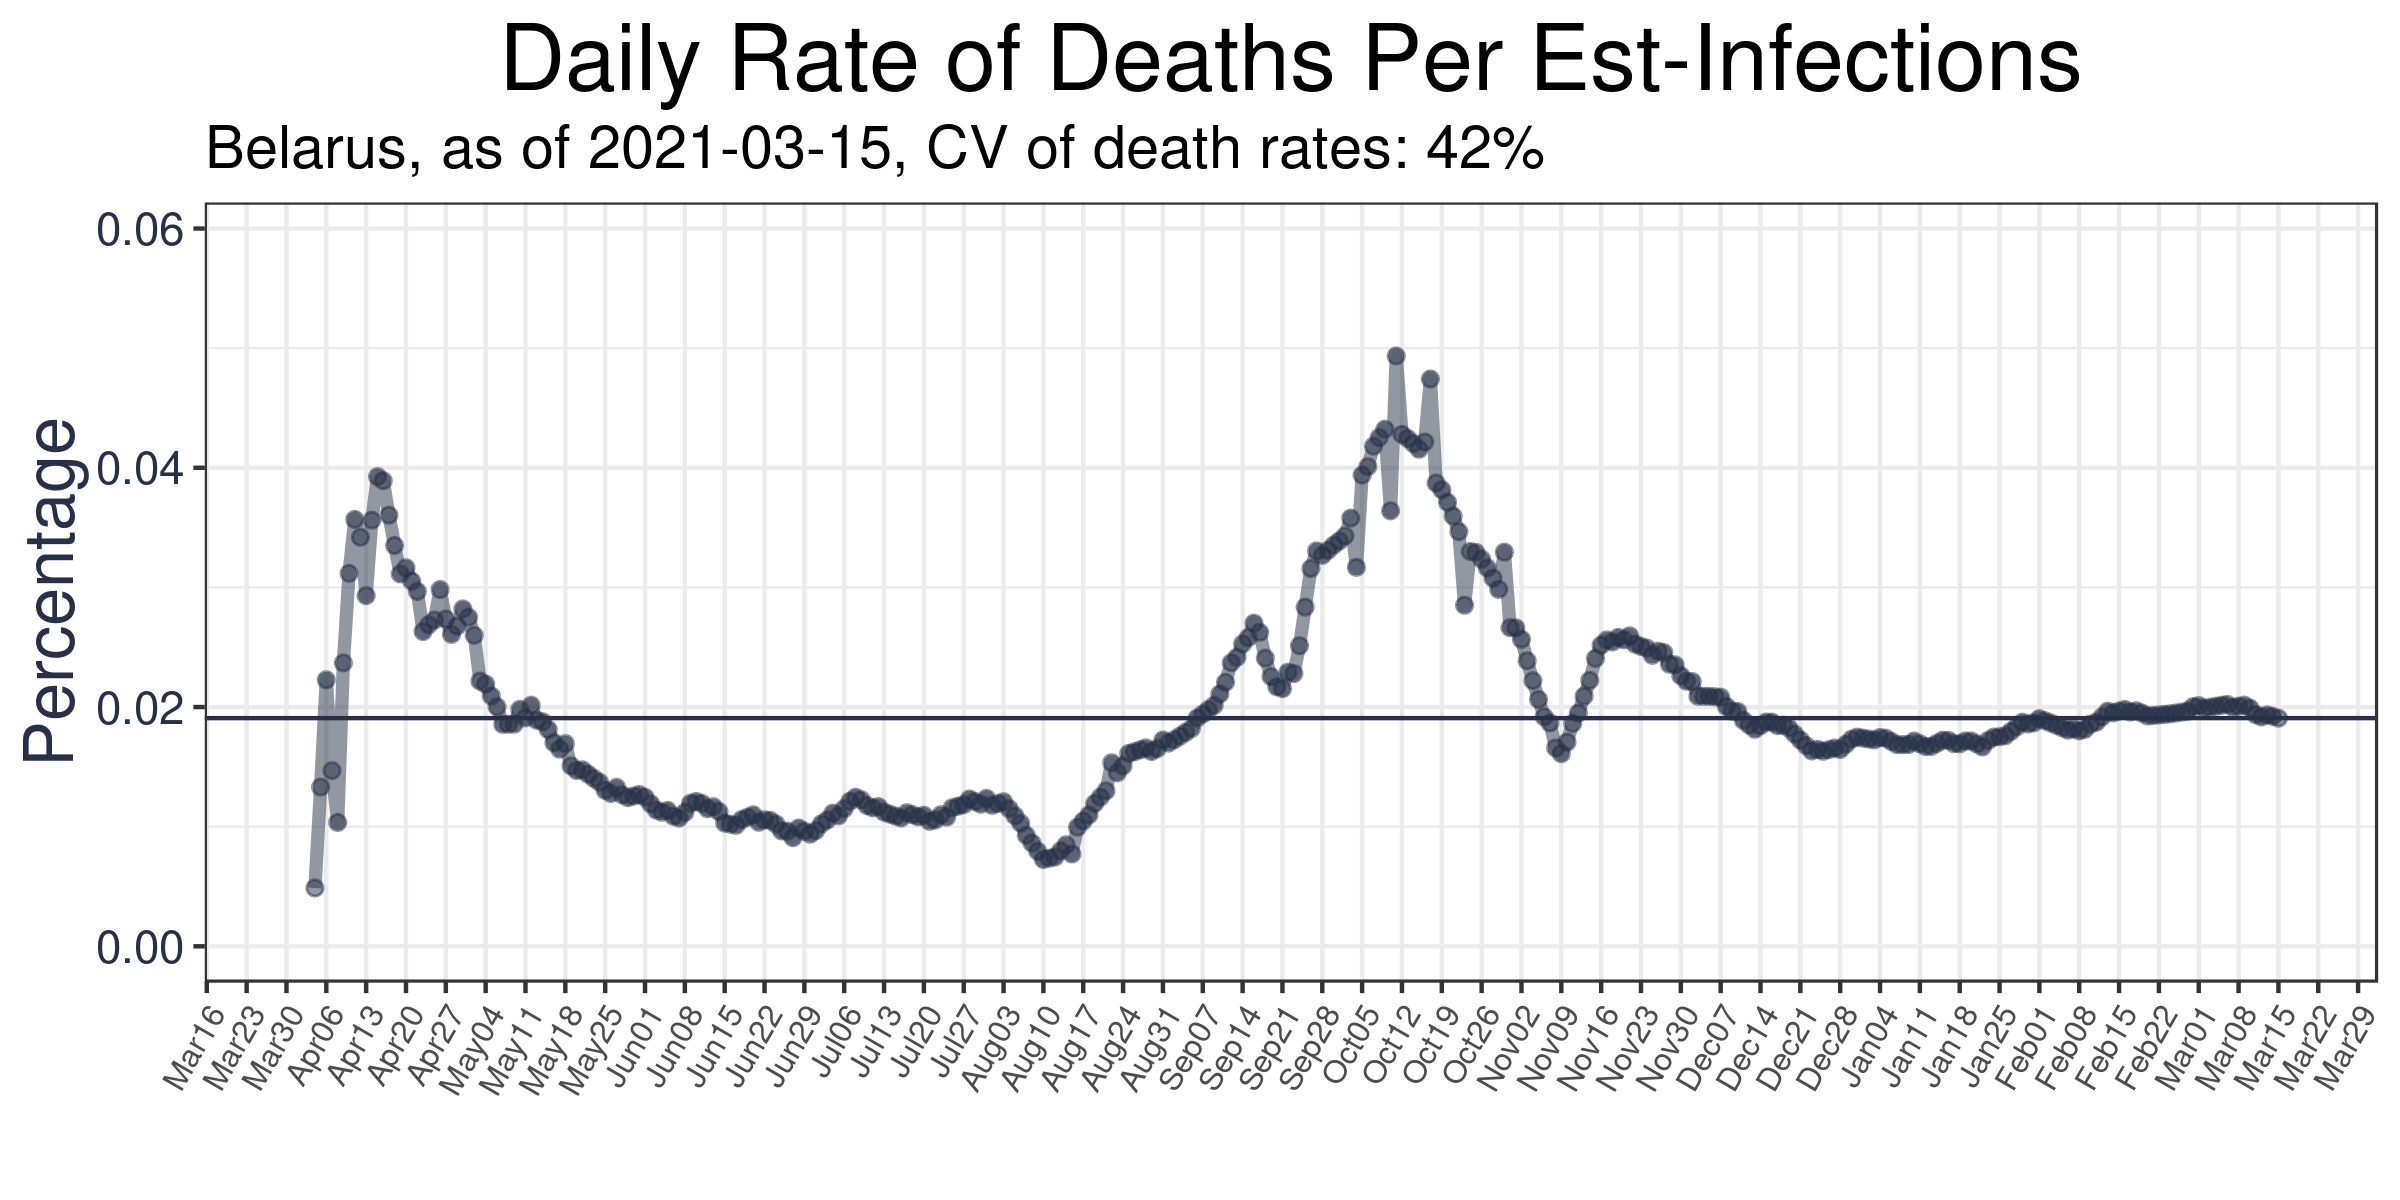 Daily Rate of Deaths Per Est-Infections
Belarus, as of 2021-03-15, CV of death rates: 42%
Percentage
0.06
0.04
0.02
0.00
Mar16 Mar23 Mar30 Apr06 Apr13 Apr20 Apr27 May04 May11 May18 May25 Jun01 Jun08 Jun15 Jun22 Jun29 Jul06 Jul13 Jul20 Jul27 Aug03 Aug10 Aug17 Aug24 Aug31 Sep07 Sep14 Sep21 Sep28 Oct05 Oct12 Oct19 Oct26 Nov02 Nov09 Nov16 Nov23 Nov30 Dec07 Dec14 Dec21 Dec28 Jan04 Jan11 Jan18 Jan25 Feb01 Feb08 Feb15 Feb22 Mar01 Mar08 Mar15 Mar22 Mar29